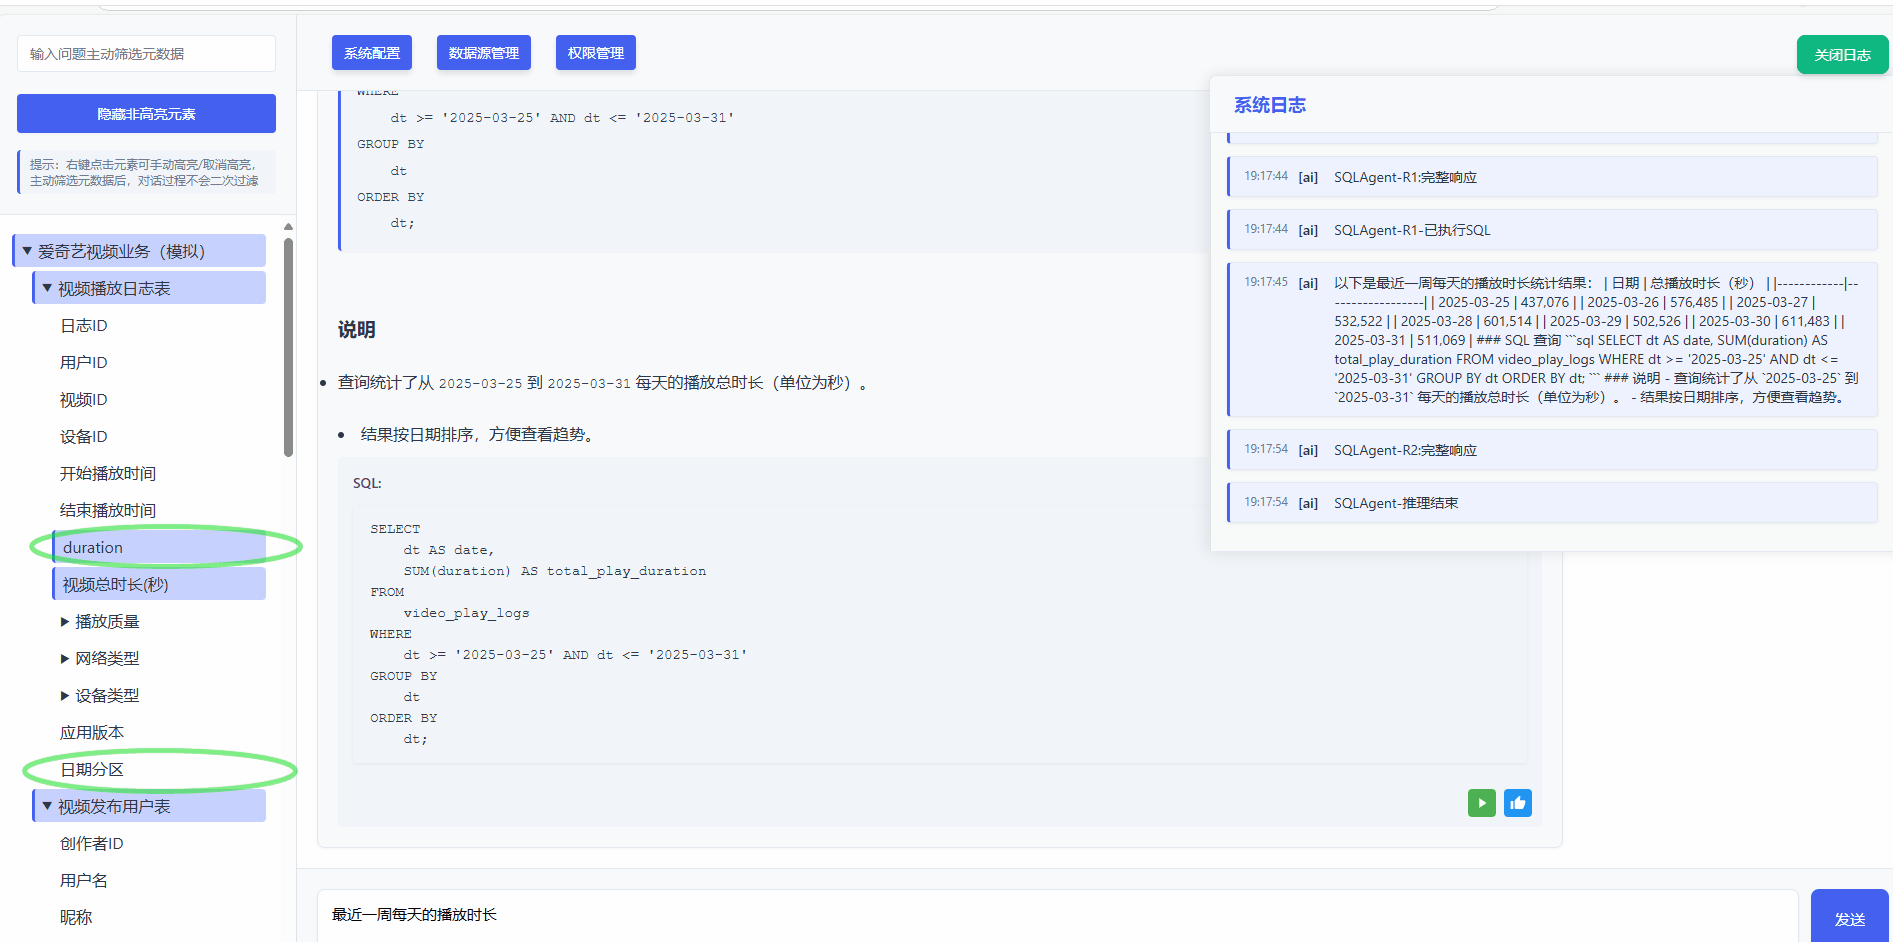 输入问题主动筛选元数据
隐藏非高亮元素
提示：右键点击元素可手动高亮/取消高亮，
主动筛选元数据后，对话过程不会二次过滤
▼ 爱奇艺视频业务（模拟）
▼ 视频播放日志表
日志ID
用户ID
视频ID
设备ID
开始播放时间
结束播放时间
duration
视频总时长(秒)
▶ 播放质量
▶ 网络类型
▶ 设备类型
应用版本
日期分区
▼ 视频发布用户表
创作者ID
用户名
昵称
系统配置
数据源管理
权限管理
关闭日志
WHERE
dt >= '2025-03-25' AND dt <= '2025-03-31'
GROUP BY
dt
ORDER BY
dt;
说明
• 查询统计了从 2025-03-25 到 2025-03-31 每天的播放总时长（单位为秒）。
• 结果按日期排序，方便查看趋势。
SQL:
SELECT
dt AS date,
SUM(duration) AS total_play_duration
FROM
video_play_logs
WHERE
dt >= '2025-03-25' AND dt <= '2025-03-31'
GROUP BY
dt
ORDER BY
dt;
系统日志
19:17:44 [ai] SQLAgent-R1:完整响应
19:17:44 [ai] SQLAgent-R1-已执行SQL
19:17:45 [ai] 以下是最近一周每天的播放时长统计结果： | 日期 | 总播放时长（秒） | |------------|--
----------------| | 2025-03-25 | 437,076 | | 2025-03-26 | 576,485 | | 2025-03-27 |
532,522 | | 2025-03-28 | 601,514 | | 2025-03-29 | 502,526 | | 2025-03-30 | 611,483 | |
2025-03-31 | 511,069 | ### SQL 查询 ```sql SELECT dt AS date, SUM(duration) AS
total_play_duration FROM video_play_logs WHERE dt >= '2025-03-25' AND dt <=
'2025-03-31' GROUP BY dt ORDER BY dt; ``` ### 说明 - 查询统计了从 `2025-03-25` 到
`2025-03-31` 每天的播放总时长（单位为秒）。 - 结果按日期排序，方便查看趋势。
19:17:54 [ai] SQLAgent-R2:完整响应
19:17:54 [ai] SQLAgent-推理结束
最近一周每天的播放时长
发送